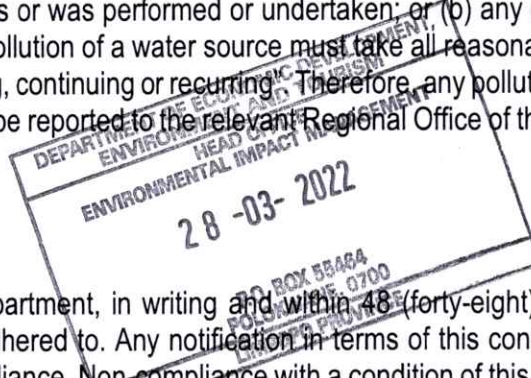 s or was performed or undertaken; or (b) any
ollution of a water source must take all reasona
g, continuing or recurring". Therefore, any pollut
be reported to the relevant Regional Office of th
DEPARTMENT OF ECONOMIC DEVELOPMENT,
ENVIRONMENT AND TOURISM
HEAD OFFICE
ENVIRONMENTAL IMPACT MANAGEMENT
28 -03- 2022
P.O. BOX 55464
POLOKWANE, 0700
LIMPOPO PROVINCE
partment, in writing and within 48 (forty-eight)
hered to. Any notification in terms of this con
liance. Non-compliance with a condition of this